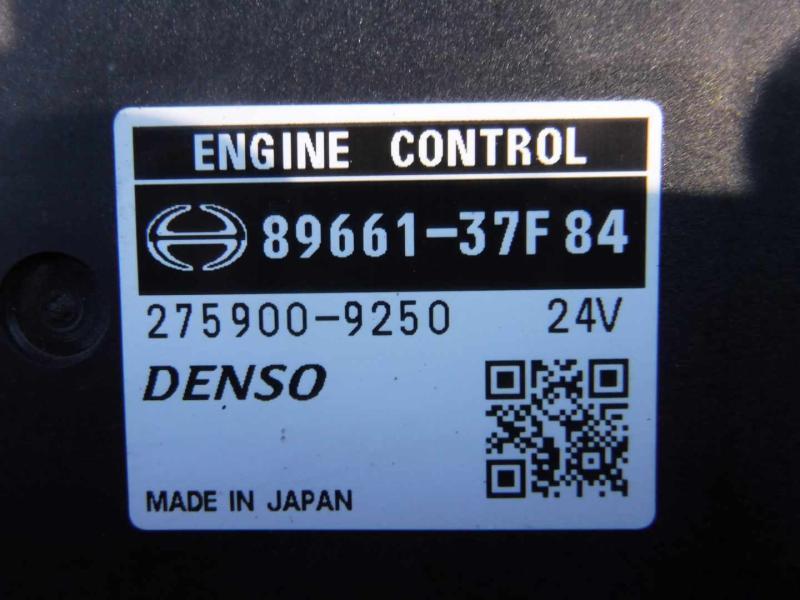 ENGINE CONTROL
89661-37F84
275900-9250 24V
DENSO
MADE IN JAPAN